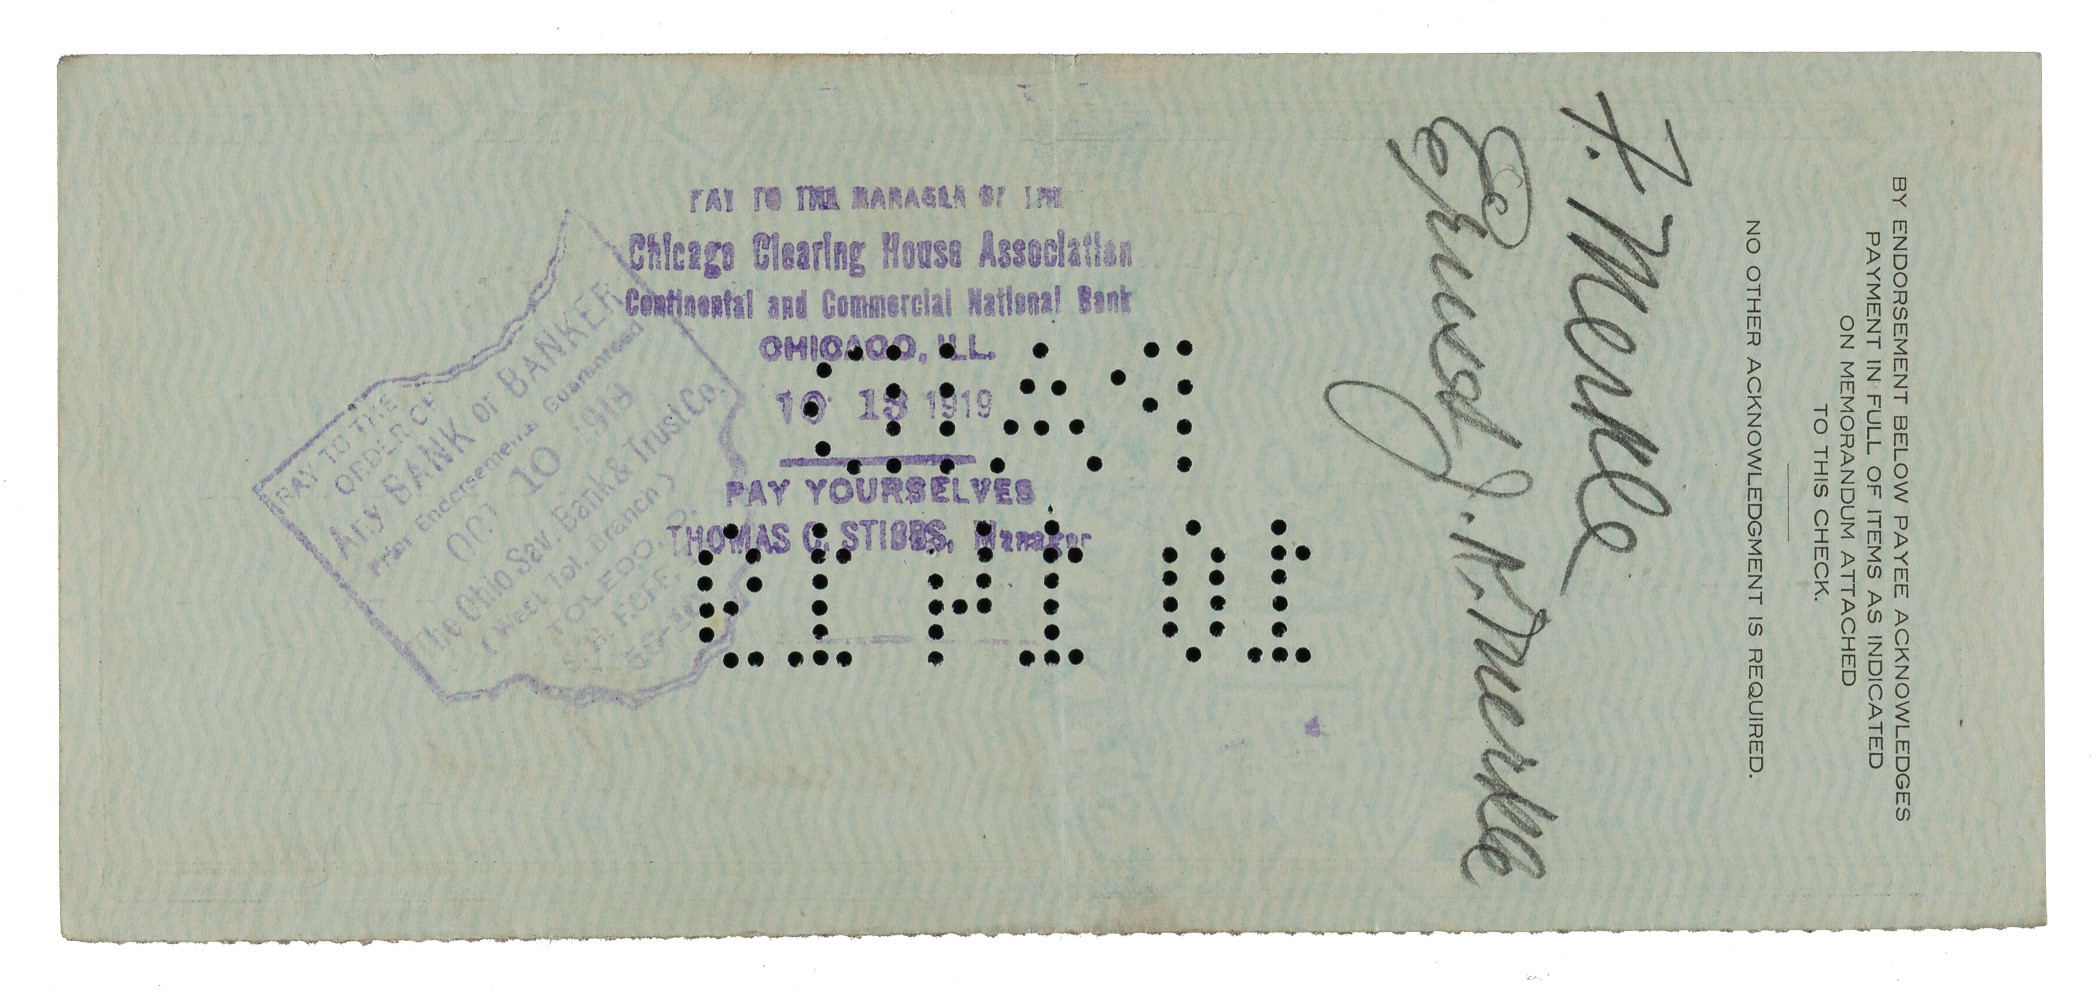 BY ENDORSEMENT BELOW PAYEE ACKNOWLEDGES
PAYMENT IN FULL OF ITEMS AS INDICATED
ON MEMORANDUM ATTACHED
TO THIS CHECK.
NO OTHER ACKNOWLEDGMENT IS REQUIRED.
F. Merkle
Ernest J. K. Muerkle
PAY TO THE MANAGER OF THE
Chicago Clearing House Association
Continental and Commercial National Bank
CHICAGO, ILL.
10 13 1919
PAY YOURSELVES
THOMAS C. STIBBS, Manager
PAY TO THE
ORDER OF
Any BANK or BANKER
Prior Endorsements Guaranteed
OCT 10 1919
The Ohio Sav. Bank & Trust Co.
(West Tol. Branch)
TOLEDO, O.
PAID
10